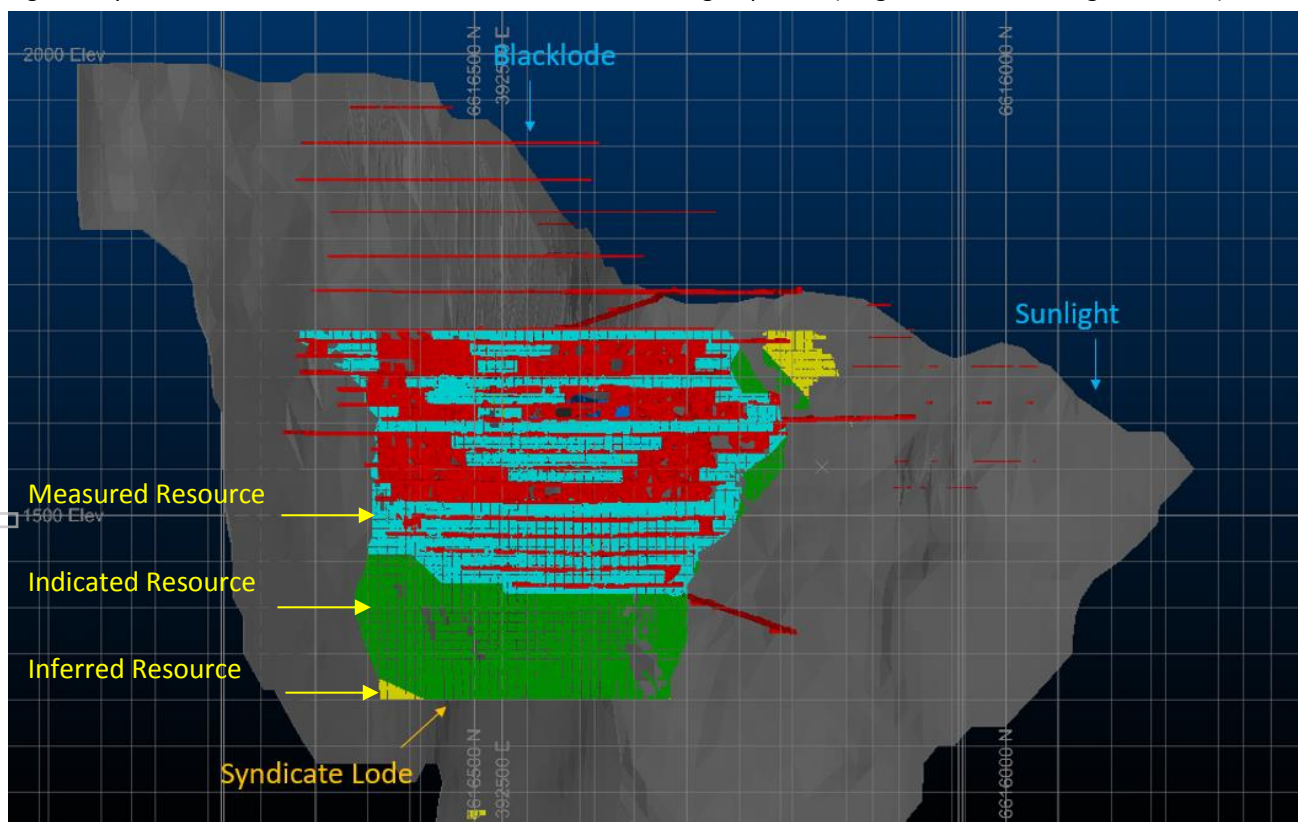 2000 Elev
6616500 N
392500 E
Blacklode
6616000 N
Sunlight
Measured Resource
1500 Elev
Indicated Resource
Inferred Resource
Syndicate Lode
6616500 N
392500 E
6616000 N